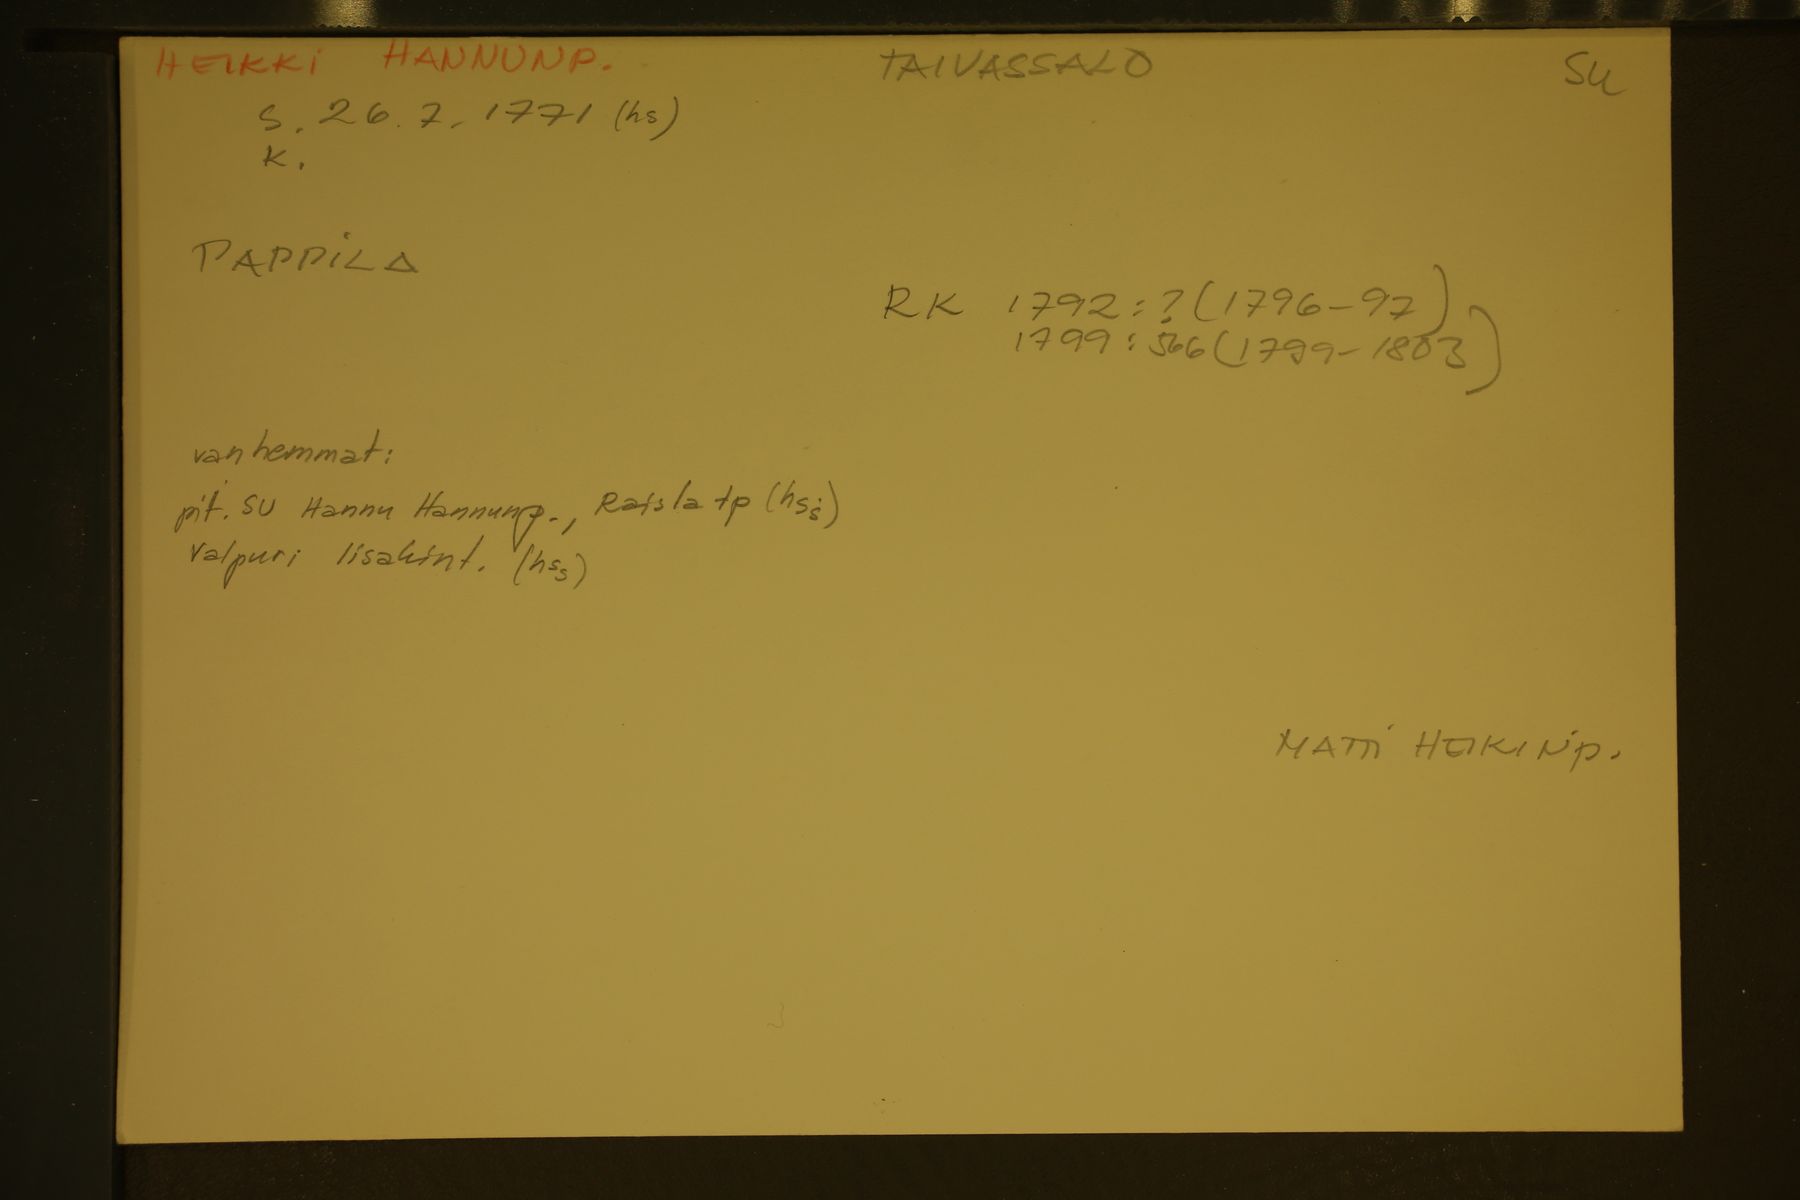 HEIKKI HANNUNP. TAIVASSALO SU
S. 26. 7. 1771 (hs)
K.
PAPPILA
RK 1792: ? (1796-97)
1799: 566 (1799-1803)
vanhemmat:
pit. SU Hannu Hannunp., Raisla tp (hss)
Valpuri Iisakint. (hss)
MATTI HEIKINP.